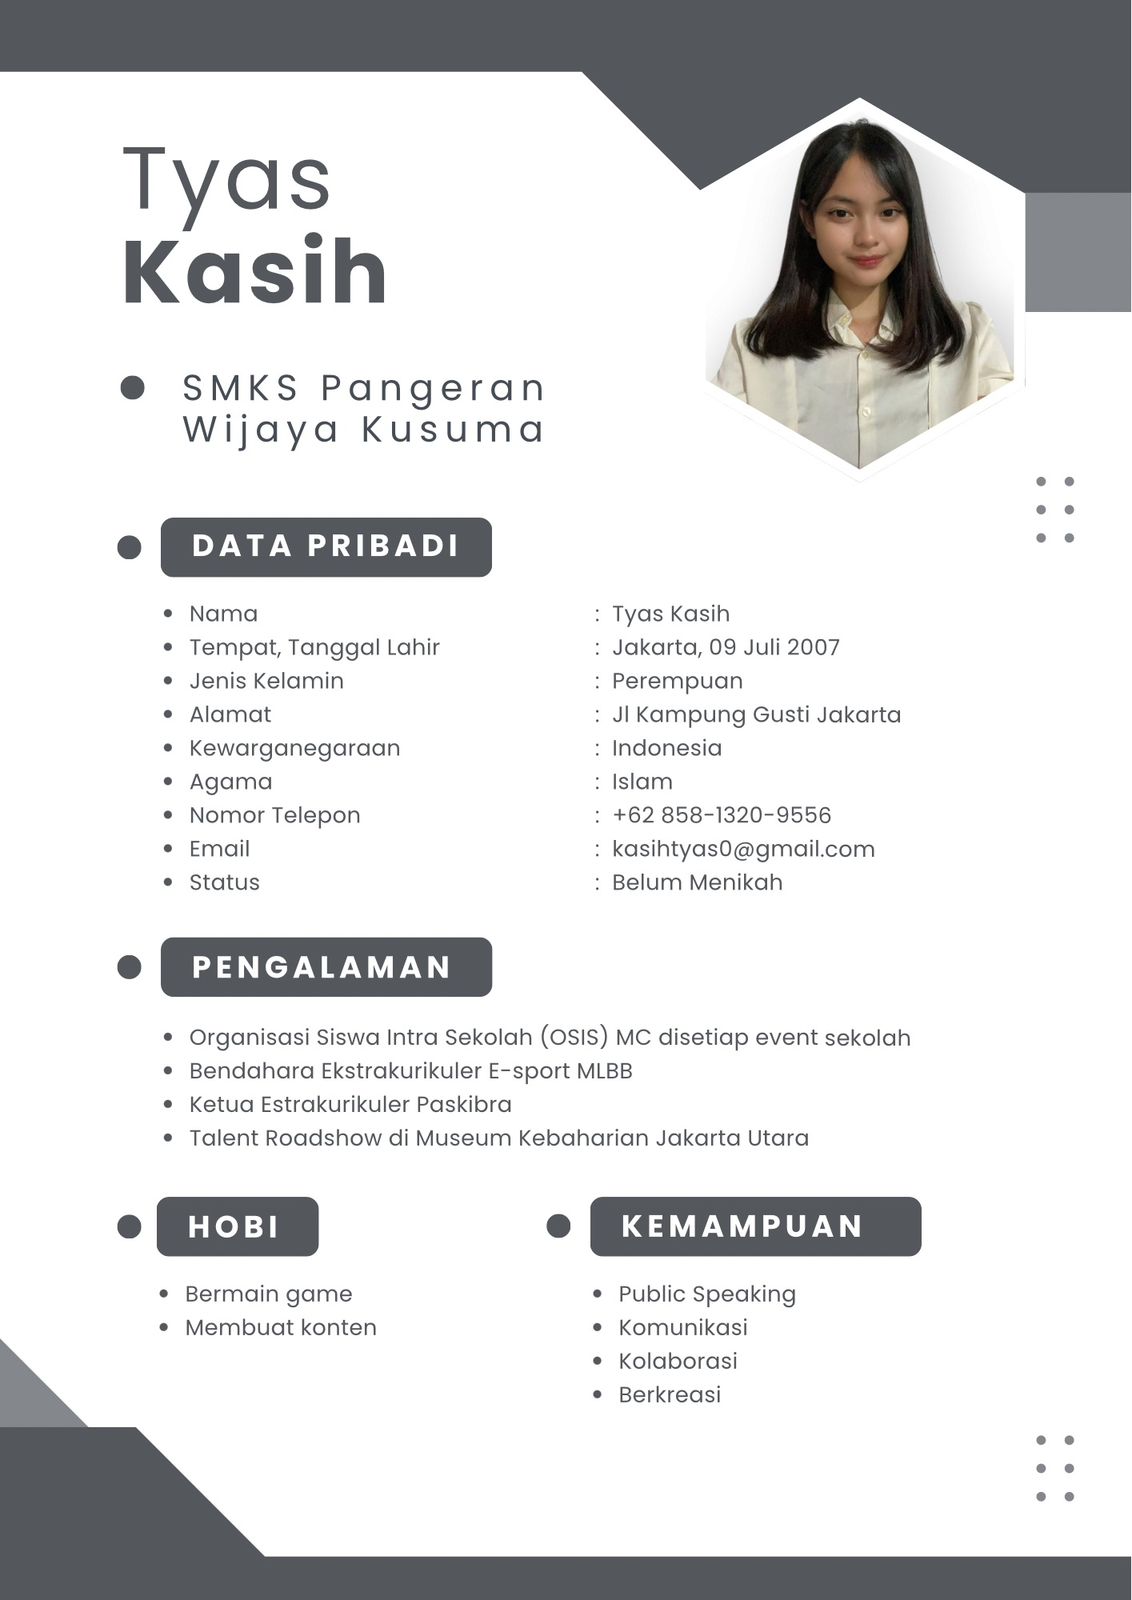 Tyas
Kasih
SMKS Pangeran
Wijaya Kusuma
DATA PRIBADI
Nama : Tyas Kasih
Tempat, Tanggal Lahir : Jakarta, 09 Juli 2007
Jenis Kelamin : Perempuan
Alamat : Jl Kampung Gusti Jakarta
Kewarganegaraan : Indonesia
Agama : Islam
Nomor Telepon : +62 858-1320-9556
Email : kasihtyas0@gmail.com
Status : Belum Menikah
PENGALAMAN
Organisasi Siswa Intra Sekolah (OSIS) MC disetiap event sekolah
Bendahara Ekstrakurikuler E-sport MLBB
Ketua Estrakurikuler Paskibra
Talent Roadshow di Museum Kebaharian Jakarta Utara
HOBI
Bermain game
Membuat konten
KEMAMPUAN
Public Speaking
Komunikasi
Kolaborasi
Berkreasi